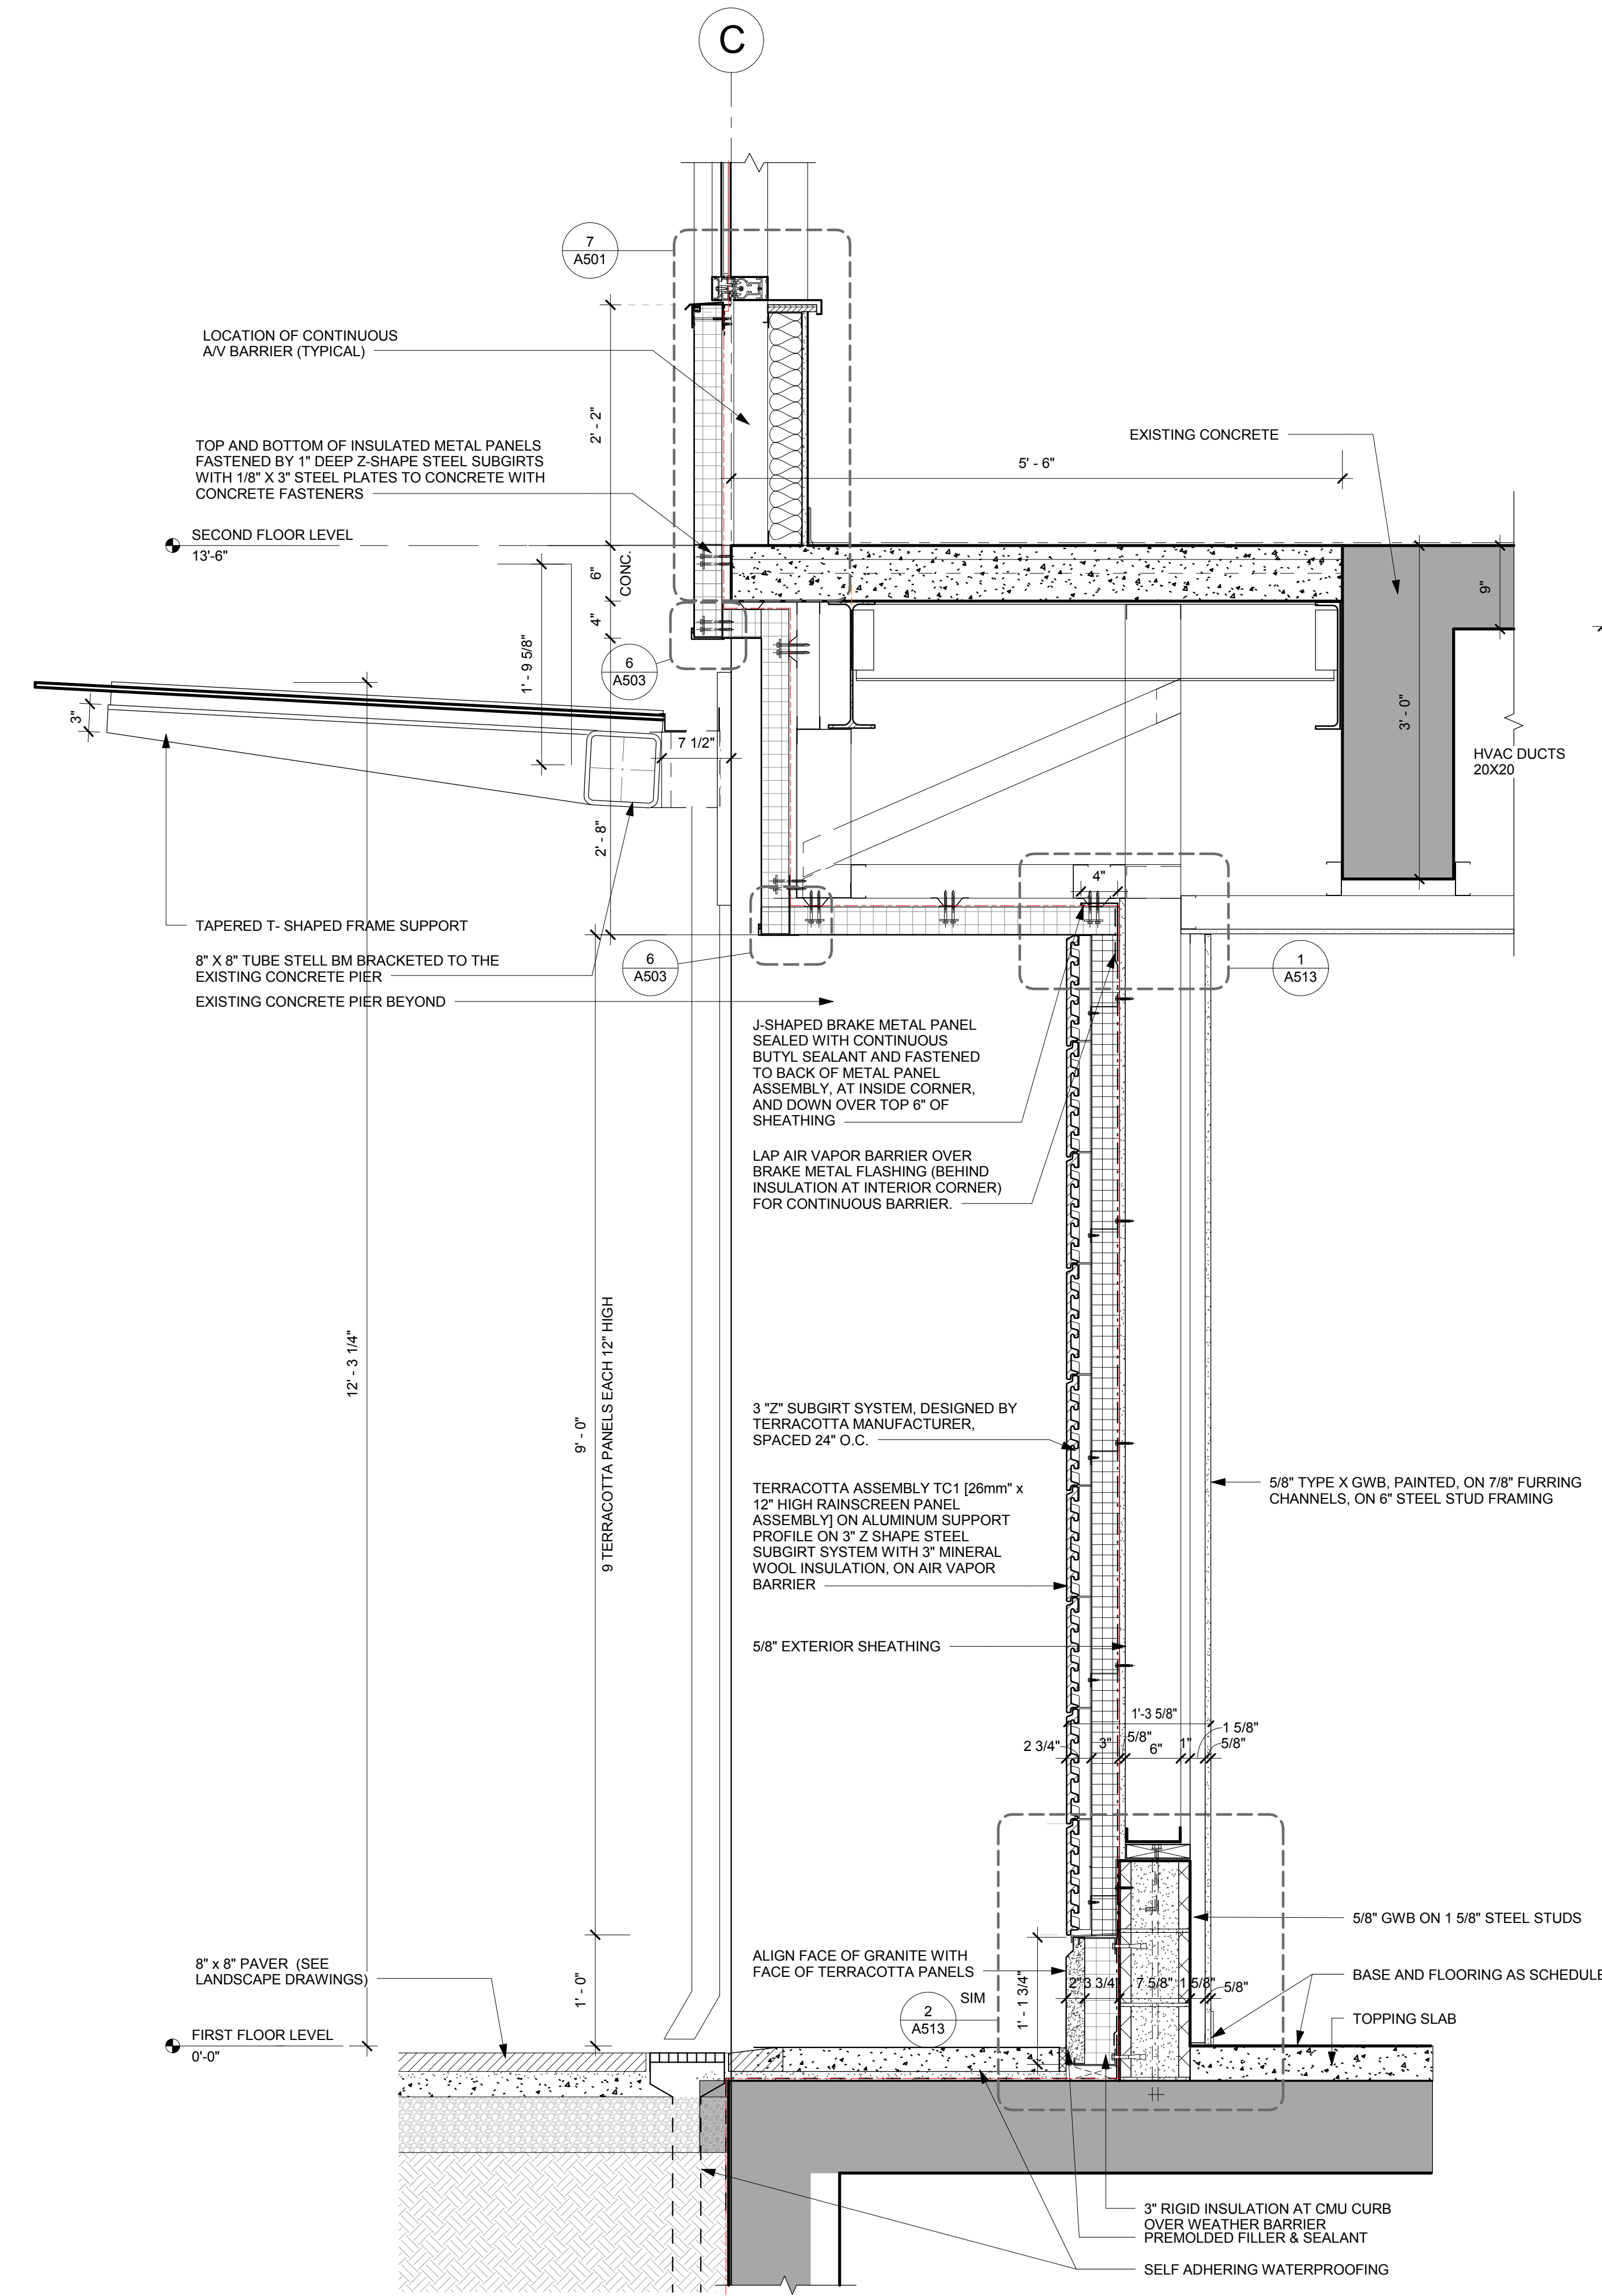 C
7
A501
LOCATION OF CONTINUOUS
A/V BARRIER (TYPICAL)
2' - 2"
TOP AND BOTTOM OF INSULATED METAL PANELS
FASTENED BY 1" DEEP Z-SHAPE STEEL SUBGIRTS
WITH 1/8" X 3" STEEL PLATES TO CONCRETE WITH
CONCRETE FASTENERS
EXISTING CONCRETE
5' - 6"
SECOND FLOOR LEVEL
13'-6"
6"
CONC.
4"
9"
1' - 9 5/8"
6
A503
3"
7 1/2"
3' - 0"
HVAC DUCTS
20X20
2' - 8"
4"
TAPERED T- SHAPED FRAME SUPPORT
8" X 8" TUBE STELL BM BRACKETED TO THE
EXISTING CONCRETE PIER
EXISTING CONCRETE PIER BEYOND
6
A503
1
A513
J-SHAPED BRAKE METAL PANEL
SEALED WITH CONTINUOUS
BUTYL SEALANT AND FASTENED
TO BACK OF METAL PANEL
ASSEMBLY, AT INSIDE CORNER,
AND DOWN OVER TOP 6" OF
SHEATHING
LAP AIR VAPOR BARRIER OVER
BRAKE METAL FLASHING (BEHIND
INSULATION AT INTERIOR CORNER)
FOR CONTINUOUS BARRIER.
12' - 3 1/4"
9' - 0"
9 TERRACOTTA PANELS EACH 12" HIGH
3 "Z" SUBGIRT SYSTEM, DESIGNED BY
TERRACOTTA MANUFACTURER,
SPACED 24" O.C.
TERRACOTTA ASSEMBLY TC1 [26mm" x
12" HIGH RAINSCREEN PANEL
ASSEMBLY] ON ALUMINUM SUPPORT
PROFILE ON 3" Z SHAPE STEEL
SUBGIRT SYSTEM WITH 3" MINERAL
WOOL INSULATION, ON AIR VAPOR
BARRIER
5/8" TYPE X GWB, PAINTED, ON 7/8" FURRING
CHANNELS, ON 6" STEEL STUD FRAMING
5/8" EXTERIOR SHEATHING
1'-3 5/8"
2 3/4"
3"
5/8"
6"
1"
1 5/8"
5/8"
5/8" GWB ON 1 5/8" STEEL STUDS
ALIGN FACE OF GRANITE WITH
FACE OF TERRACOTTA PANELS
2"
3 3/4"
7 5/8"
1 5/8"
5/8"
BASE AND FLOORING AS SCHEDULE
8" x 8" PAVER (SEE
LANDSCAPE DRAWINGS)
1' - 0"
2
A513
SIM
1' - 1 3/4"
TOPPING SLAB
FIRST FLOOR LEVEL
0'-0"
3" RIGID INSULATION AT CMU CURB
OVER WEATHER BARRIER
PREMOLDED FILLER & SEALANT
SELF ADHERING WATERPROOFING